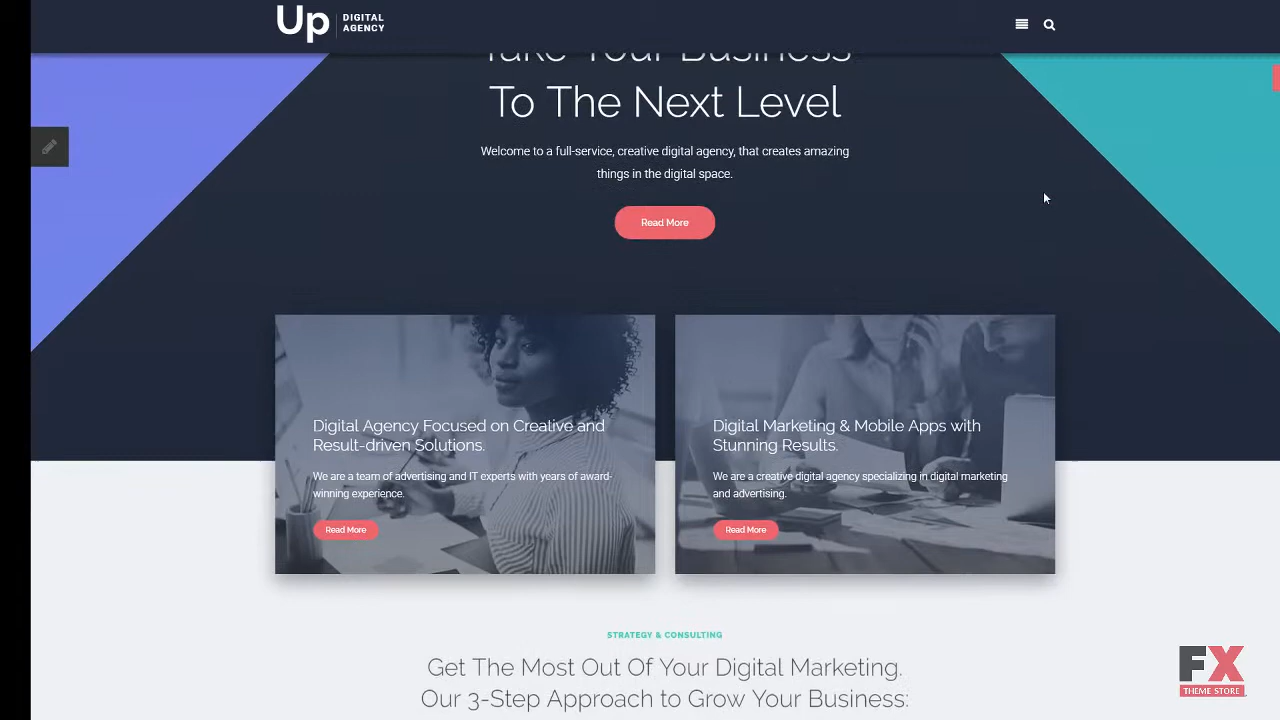 Up DIGITAL
AGENCY
Take Your Business
To The Next Level
Welcome to a full-service, creative digital agency, that creates amazing
things in the digital space.
Read More
Digital Agency Focused on Creative and
Result-driven Solutions.
We are a team of advertising and IT experts with years of award-
winning experience.
Read More
Digital Marketing & Mobile Apps with
Stunning Results.
We are a creative digital agency specializing in digital marketing
and advertising.
Read More
STRATEGY & CONSULTING
Get The Most Out Of Your Digital Marketing.
Our 3-Step Approach to Grow Your Business:
FX
THEME STORE